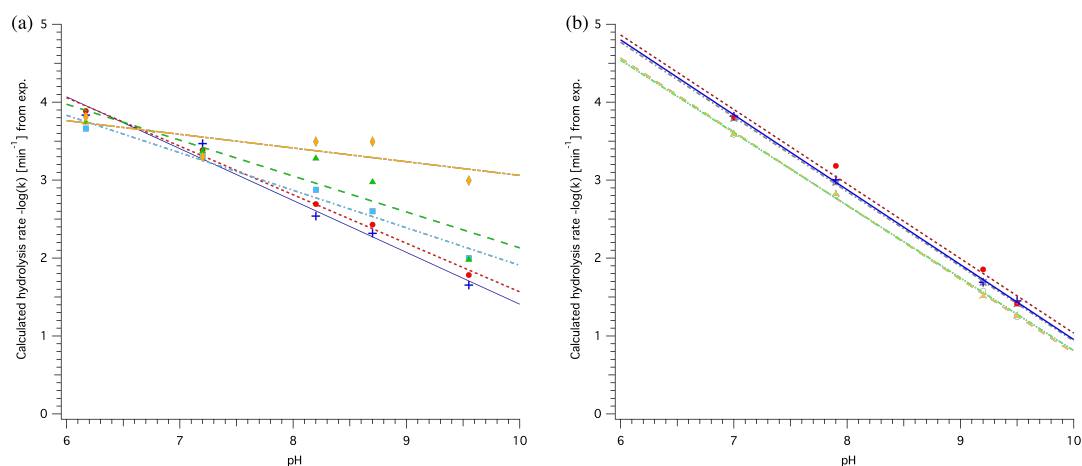 (a)
Calculated hydrolysis rate -log(k) [min⁻¹] from exp.
5
4
3
2
1
0
6 7 8 9 10
pH
(b)
Calculated hydrolysis rate -log(k) [min⁻¹] from exp.
5
4
3
2
1
0
6 7 8 9 10
pH